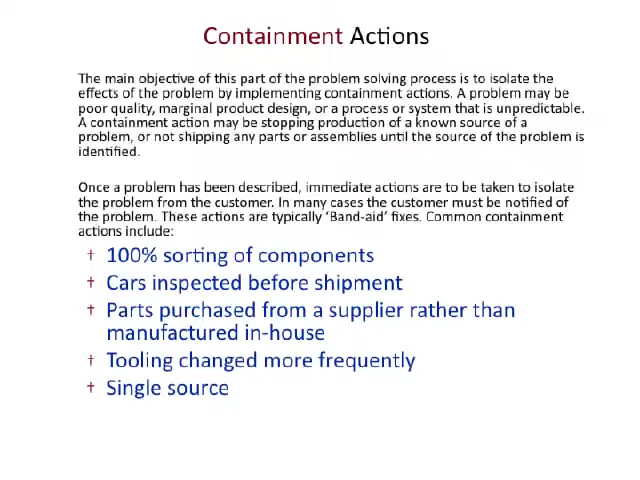 Containment Actions
The main objective of this part of the problem solving process is to isolate the
effects of the problem by implementing containment actions. A problem may be
poor quality, marginal product design, or a process or system that is unpredictable.
A containment action may be stopping production of a known source of a
problem, or not shipping any parts or assemblies until the source of the problem is
identified.
Once a problem has been described, immediate actions are to be taken to isolate
the problem from the customer. In many cases the customer must be notified of
the problem. These actions are typically ‘Band-aid’ fixes. Common containment
actions include:
† 100% sorting of components
† Cars inspected before shipment
† Parts purchased from a supplier rather than
manufactured in-house
† Tooling changed more frequently
† Single source